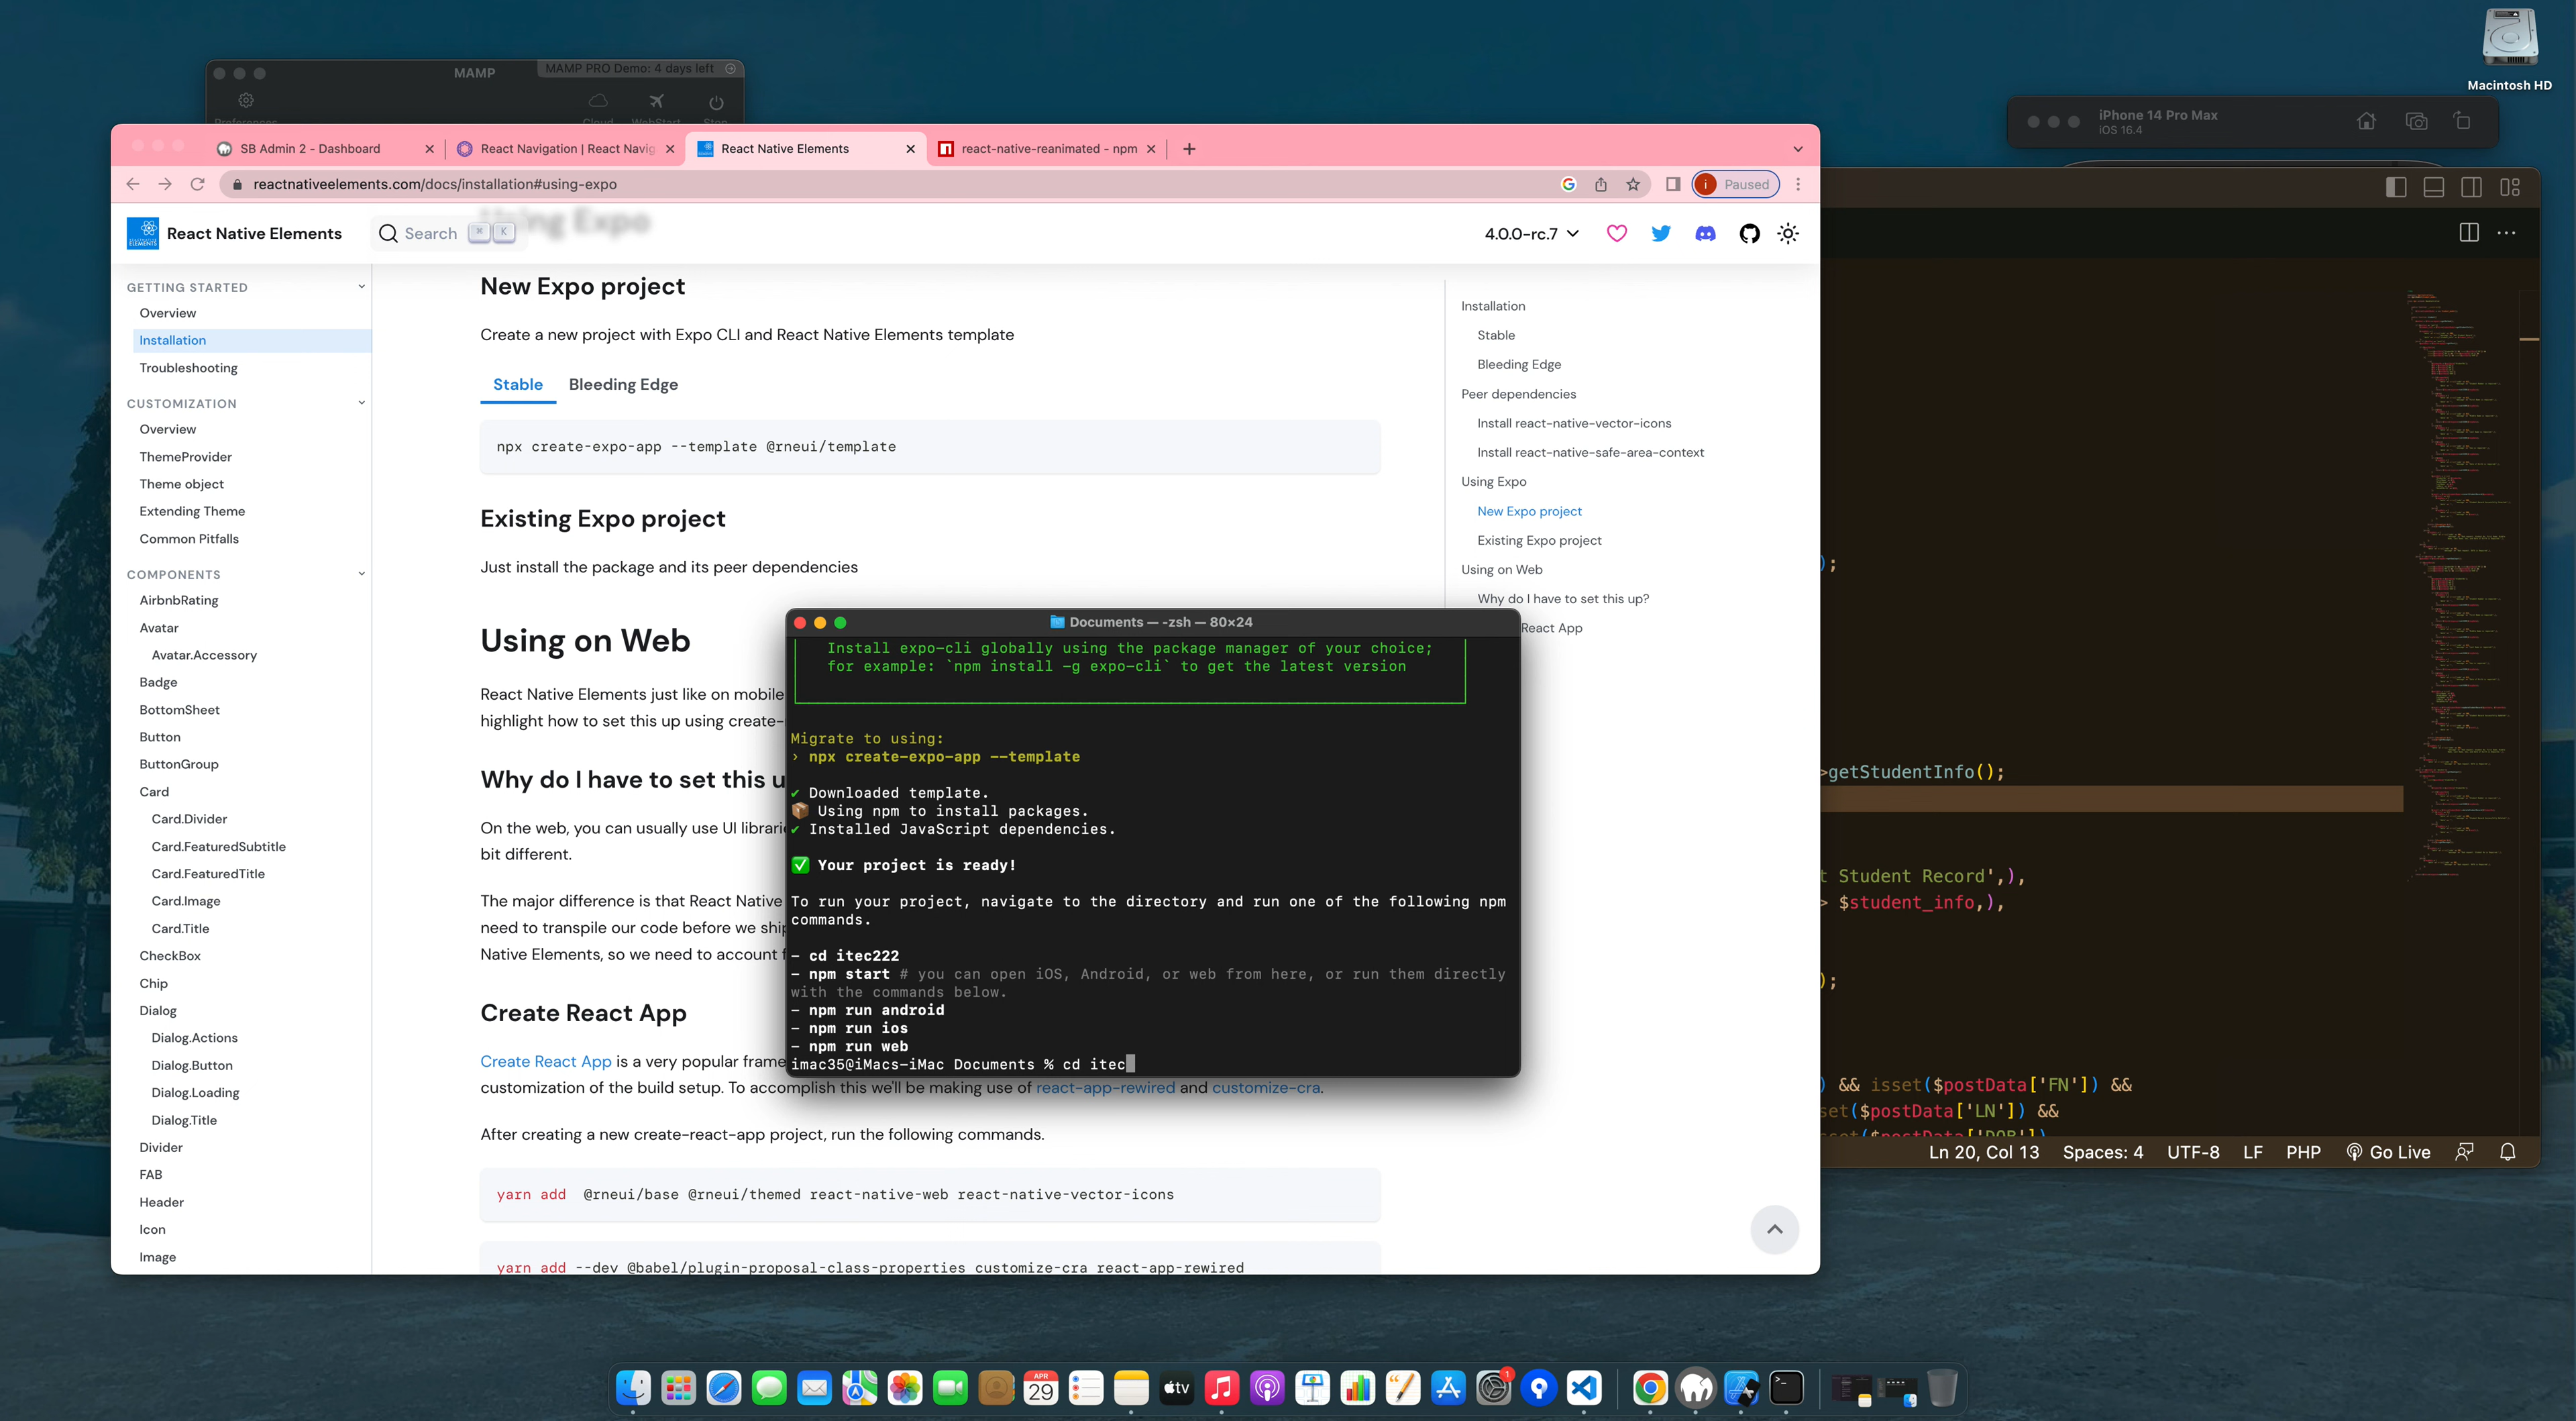 Macintosh HD
MAMP
MAMP PRO Demo: 4 days left
Preferences
Cloud
WebStart
Stop
iPhone 14 Pro Max
iOS 16.4
SB Admin 2 - Dashboard
React Navigation | React Navig
React Native Elements
react-native-reanimated - npm
reactnativeelements.com/docs/installation#using-expo
i
Paused
React Native Elements
Search
⌘ K
Using Expo
4.0.0-rc.7
GETTING STARTED
Overview
Installation
Troubleshooting
CUSTOMIZATION
Overview
ThemeProvider
Theme object
Extending Theme
Common Pitfalls
COMPONENTS
AirbnbRating
Avatar
Avatar.Accessory
Badge
BottomSheet
Button
ButtonGroup
Card
Card.Divider
Card.FeaturedSubtitle
Card.FeaturedTitle
Card.Image
Card.Title
CheckBox
Chip
Dialog
Dialog.Actions
Dialog.Button
Dialog.Loading
Dialog.Title
Divider
FAB
Header
Icon
Image
New Expo project
Create a new project with Expo CLI and React Native Elements template
Stable
Bleeding Edge
npx create-expo-app --template @rneui/template
Existing Expo project
Just install the package and its peer dependencies
Using on Web
React Native Elements just like on mobile
highlight how to set this up using create-
Why do I have to set this u
On the web, you can usually use UI librari
bit different.
The major difference is that React Native
need to transpile our code before we ship
Native Elements, so we need to account f
Create React App
Create React App is a very popular frame
customization of the build setup. To accomplish this we'll be making use of react-app-rewired and customize-cra.
After creating a new create-react-app project, run the following commands.
yarn add @rneui/base @rneui/themed react-native-web react-native-vector-icons
yarn add --dev @babel/plugin-proposal-class-properties customize-cra react-app-rewired
Installation
Stable
Bleeding Edge
Peer dependencies
Install react-native-vector-icons
Install react-native-safe-area-context
Using Expo
New Expo project
Existing Expo project
Using on Web
Why do I have to set this up?
React App
Documents — -zsh — 80×24
Install expo-cli globally using the package manager of your choice;
for example: `npm install -g expo-cli` to get the latest version
Migrate to using:
› npx create-expo-app --template
✔ Downloaded template.
📦 Using npm to install packages.
✔ Installed JavaScript dependencies.
✅ Your project is ready!
To run your project, navigate to the directory and run one of the following npm
commands.
- cd itec222
- npm start # you can open iOS, Android, or web from here, or run them directly
with the commands below.
- npm run android
- npm run ios
- npm run web
imac35@iMacs-iMac Documents % cd itec
);
>getStudentInfo();
t Student Record',),
> $student_info,),
);
) && isset($postData['FN']) &&
set($postData['LN']) &&
sset($postData['DOB'])
Ln 20, Col 13
Spaces: 4
UTF-8
LF
PHP
Go Live
APR
29
tv
1